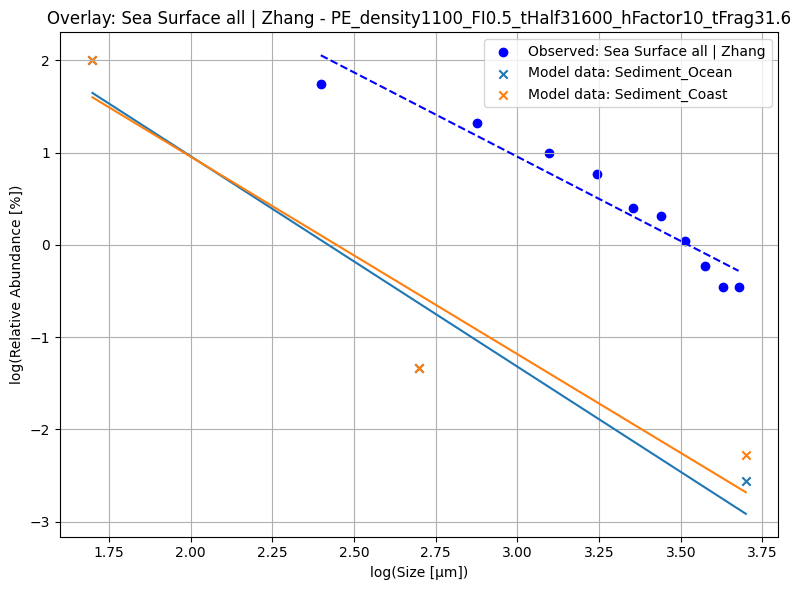 Overlay: Sea Surface all | Zhang - PE_density1100_FI0.5_tHalf31600_hFactor10_tFrag31.6
Observed: Sea Surface all | Zhang
Model data: Sediment_Ocean
Model data: Sediment_Coast
log(Relative Abundance [%])
2
1
0
−1
−2
−3
1.75
2.00
2.25
2.50
2.75
3.00
3.25
3.50
3.75
log(Size [µm])